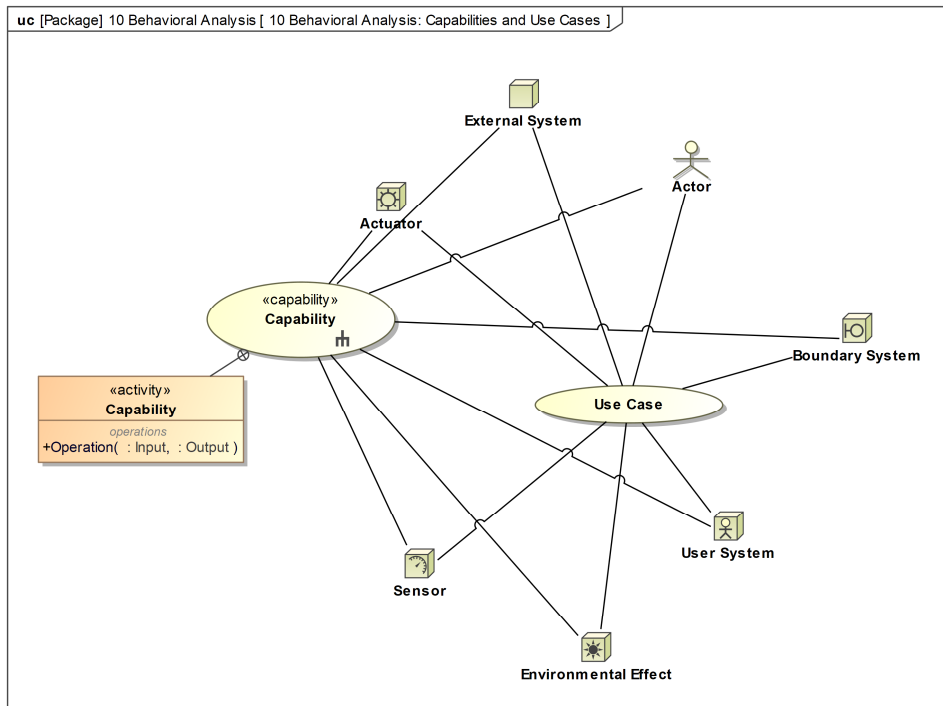 uc [Package] 10 Behavioral Analysis [ 10 Behavioral Analysis: Capabilities and Use Cases ]
External System
Actor
Actuator
«capability»
Capability
Boundary System
«activity»
Capability
operations
+Operation( : Input, : Output )
Use Case
User System
Sensor
Environmental Effect